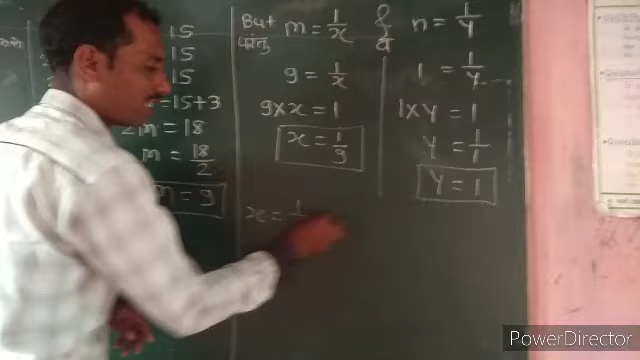 15
15
15
= 15 + 3
2m = 18
m = 18/2
m = 9
But m = 1/x & n = 1/y
परंतु व
9 = 1/x
9 × x = 1
x = 1/9
1 = 1/y
1 × y = 1
y = 1/1
y = 1
x = 1
PowerDirector